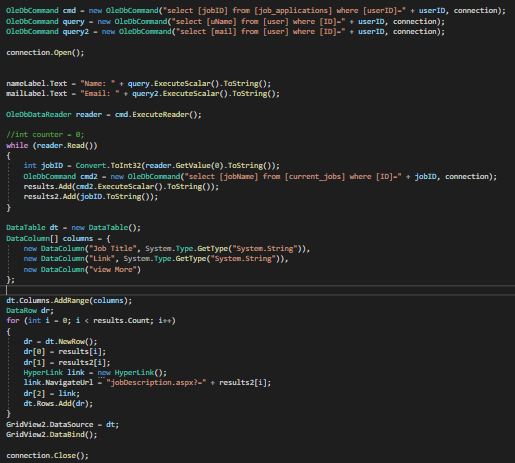 OleDbCommand cmd = new OleDbCommand("select [jobID] from [job_applications] where [userID]=" + userID, connection);
OleDbCommand query = new OleDbCommand("select [uName] from [user] where [ID]=" + userID, connection);
OleDbCommand query2 = new OleDbCommand("select [mail] from [user] where [ID]=" + userID, connection);
connection.Open();
nameLabel.Text = "Name: " + query.ExecuteScalar().ToString();
mailLabel.Text = "Email: " + query2.ExecuteScalar().ToString();
OleDbDataReader reader = cmd.ExecuteReader();
//int counter = 0;
while (reader.Read())
{
int jobID = Convert.ToInt32(reader.GetValue(0).ToString());
OleDbCommand cmd2 = new OleDbCommand("select [jobName] from [current_jobs] where [ID]=" + jobID, connection);
results.Add(cmd2.ExecuteScalar().ToString());
results2.Add(jobID.ToString());
}
DataTable dt = new DataTable();
DataColumn[] columns = {
new DataColumn("Job Title", System.Type.GetType("System.String")),
new DataColumn("Link", System.Type.GetType("System.String")),
new DataColumn("view More")
};
dt.Columns.AddRange(columns);
DataRow dr;
for (int i = 0; i < results.Count; i++)
{
dr = dt.NewRow();
dr[0] = results[i];
dr[1] = results2[i];
HyperLink link = new HyperLink();
link.NavigateUrl = "jobDescription.aspx?=" + results2[i];
dr[2] = link;
dt.Rows.Add(dr);
}
GridView2.DataSource = dt;
GridView2.DataBind();
connection.Close();